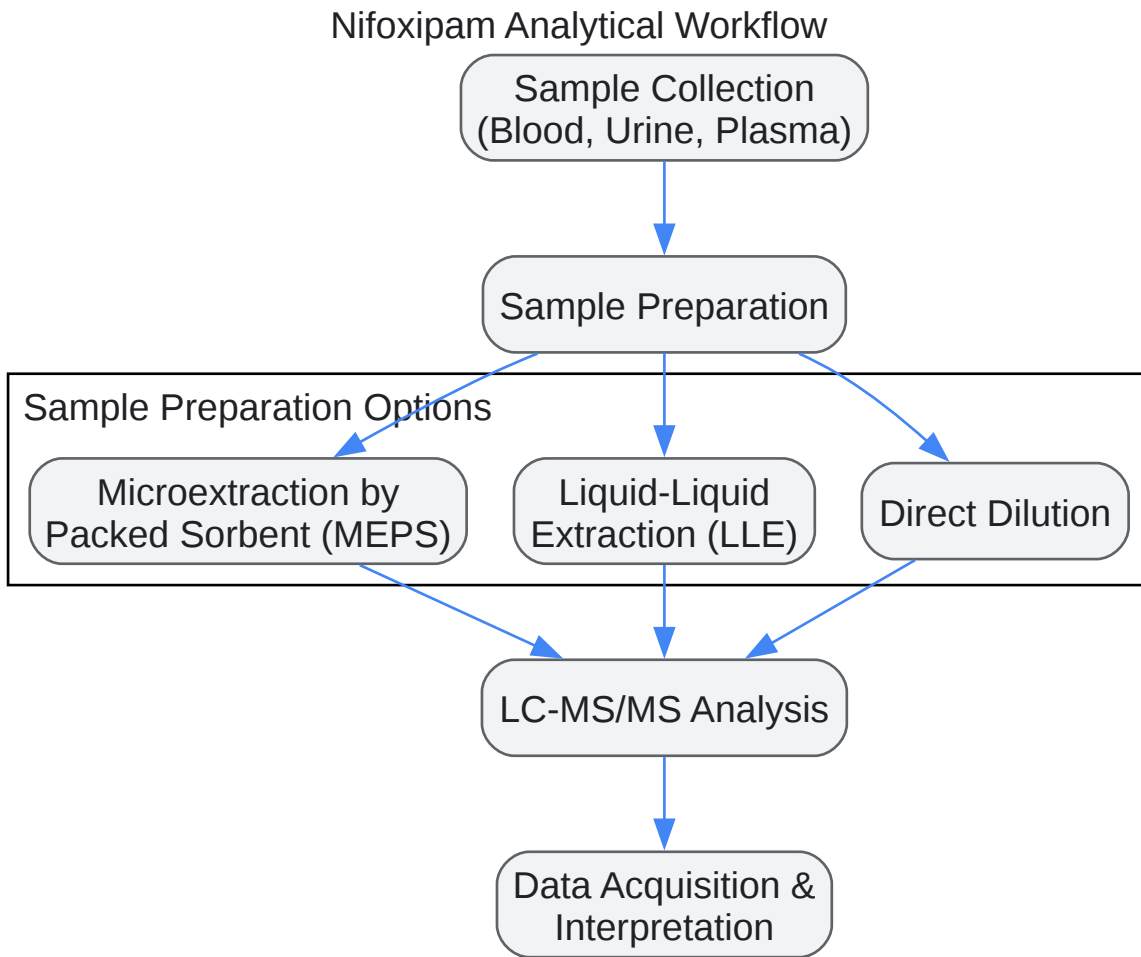 Nifoxipam Analytical Workflow
Sample Collection
(Blood, Urine, Plasma)
Sample Preparation
Sample Preparation Options
Microextraction by
Packed Sorbent (MEPS)
Liquid-Liquid
Extraction (LLE)
Direct Dilution
LC-MS/MS Analysis
Data Acquisition &
Interpretation